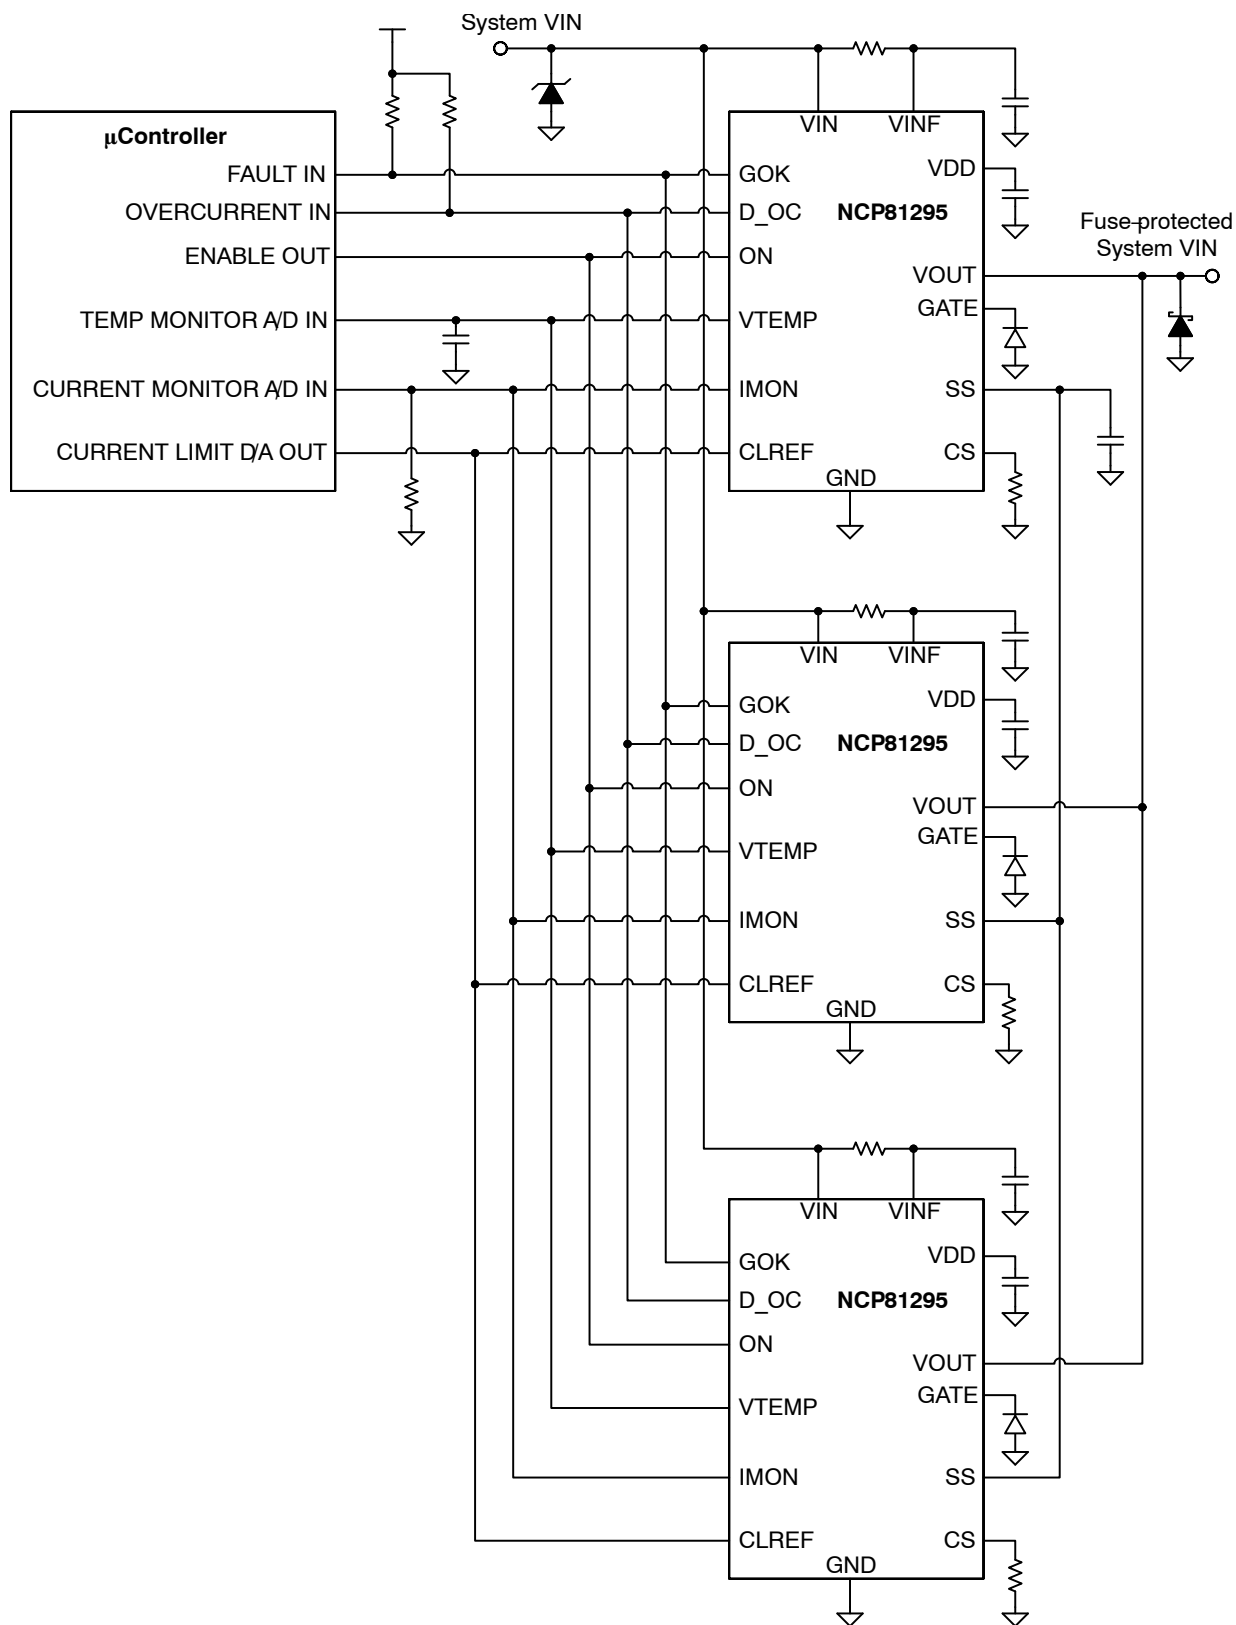 System VIN
µController
FAULT IN
OVERCURRENT IN
ENABLE OUT
TEMP MONITOR A/D IN
CURRENT MONITOR A/D IN
CURRENT LIMIT D/A OUT
VIN
VINF
GOK
D_OC
ON
VTEMP
IMON
CLREF
NCP81295
VDD
VOUT
GATE
SS
CS
GND
Fuse-protected
System VIN
VIN
VINF
GOK
D_OC
ON
VTEMP
IMON
CLREF
NCP81295
VDD
VOUT
GATE
SS
CS
GND
VIN
VINF
GOK
D_OC
ON
VTEMP
IMON
CLREF
NCP81295
VDD
VOUT
GATE
SS
CS
GND